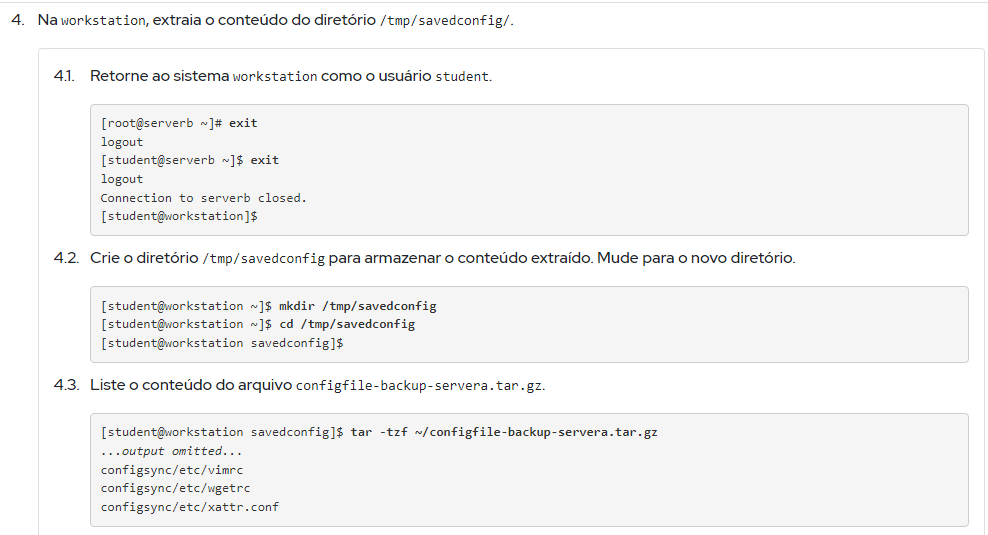 4. Na workstation, extraia o conteúdo do diretório /tmp/savedconfig/.
4.1. Retorne ao sistema workstation como o usuário student.
[root@serverb ~]# exit
logout
[student@serverb ~]$ exit
logout
Connection to serverb closed.
[student@workstation]$
4.2. Crie o diretório /tmp/savedconfig para armazenar o conteúdo extraído. Mude para o novo diretório.
[student@workstation ~]$ mkdir /tmp/savedconfig
[student@workstation ~]$ cd /tmp/savedconfig
[student@workstation savedconfig]$
4.3. Liste o conteúdo do arquivo configfile-backup-servera.tar.gz.
[student@workstation savedconfig]$ tar -tzf ~/configfile-backup-servera.tar.gz
...output omitted...
configsync/etc/vimrc
configsync/etc/wgetrc
configsync/etc/xattr.conf